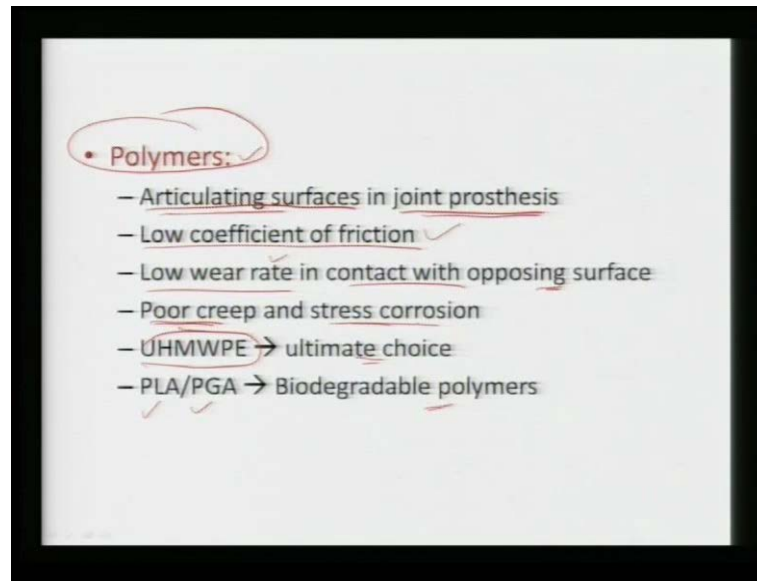 • Polymers:
– Articulating surfaces in joint prosthesis
– Low coefficient of friction
– Low wear rate in contact with opposing surface
– Poor creep and stress corrosion
– UHMWPE → ultimate choice
– PLA/PGA → Biodegradable polymers